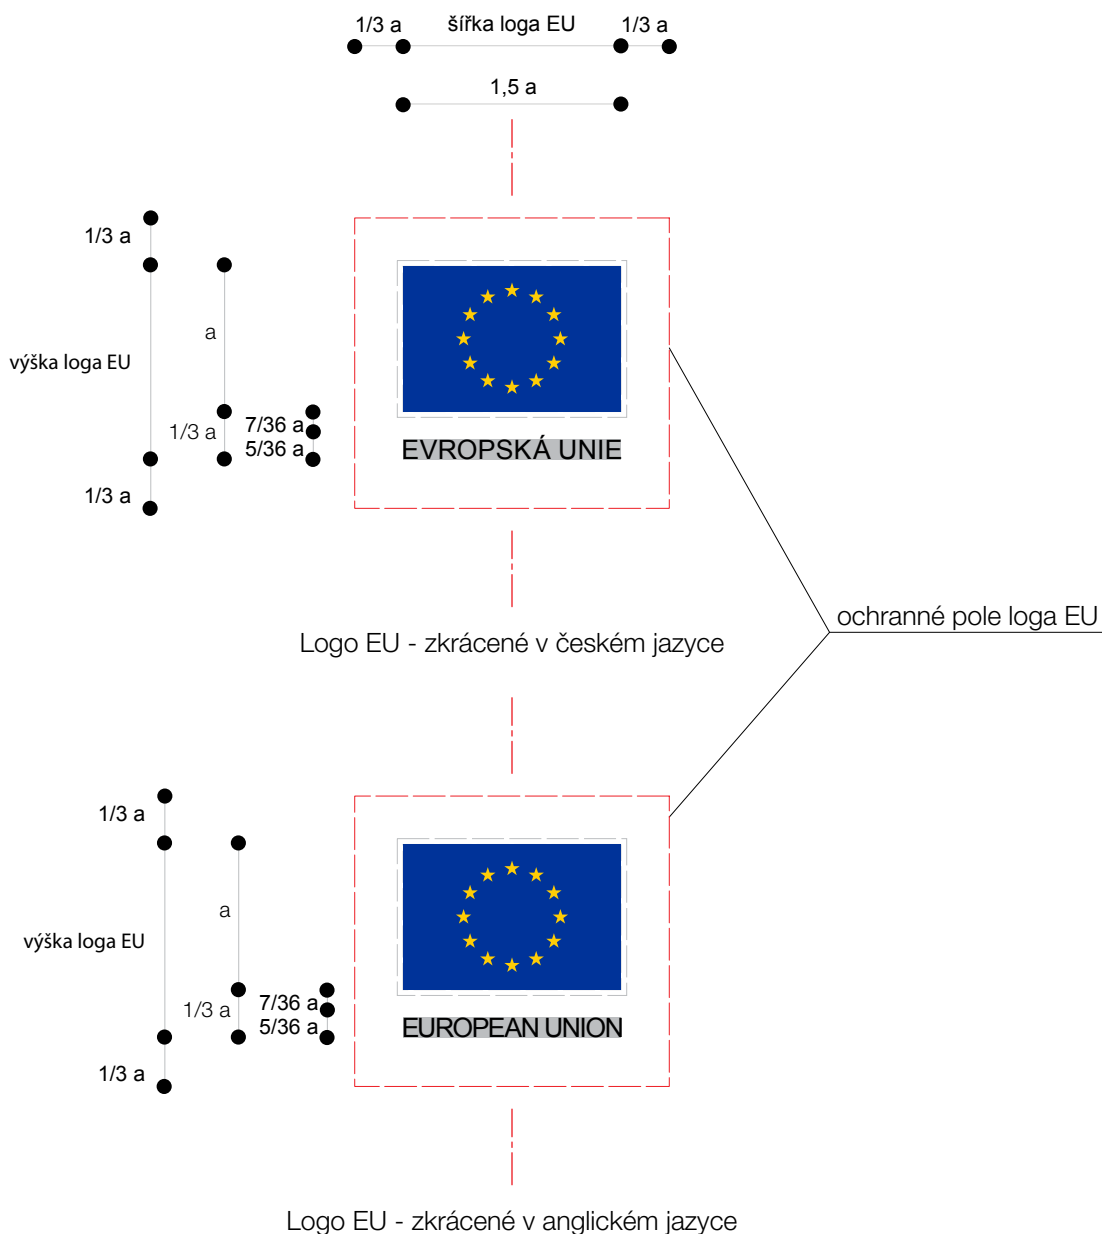 1/3 a šířka loga EU 1/3 a
1,5 a
1/3 a
a
výška loga EU
1/3 a
7/36 a
5/36 a
1/3 a
EVROPSKÁ UNIE
Logo EU - zkrácené v českém jazyce
ochranné pole loga EU
1/3 a
a
výška loga EU
1/3 a
7/36 a
5/36 a
1/3 a
EUROPEAN UNION
Logo EU - zkrácené v anglickém jazyce